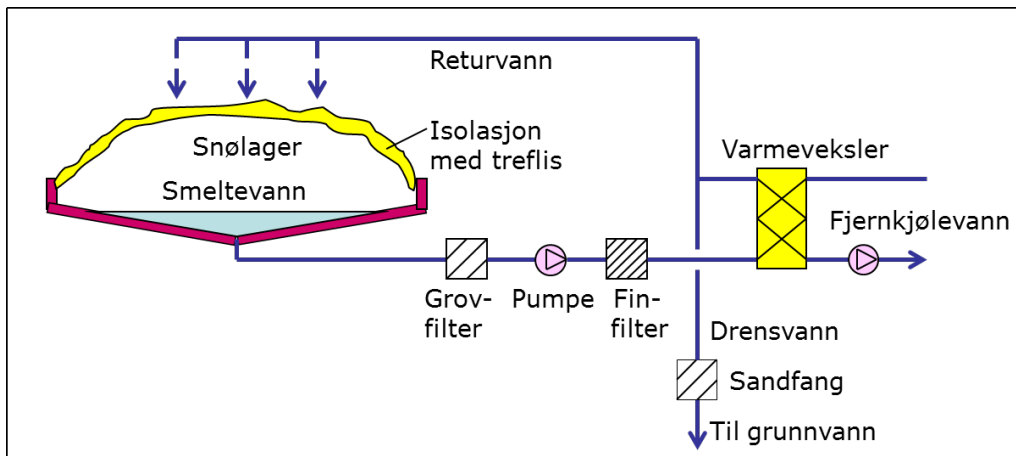 Returvann
Isolasjon
med treflis
Snølager
Smeltevann
Varmeveksler
Fjernkjølevann
Grov-
filter
Pumpe
Fin-
filter
Drensvann
Sandfang
Til grunnvann